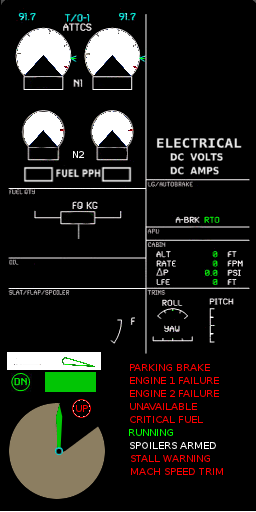 91.7 T/O-1 91.7
ATTCS
N1
N2
FUEL PPH
ELECTRICAL
DC VOLTS
DC AMPS
LG/AUTOBRAKE
A-BRK RTO
FUEL QTY
FQ KG
APU
CABIN
ALT 0 FT
RATE 0 FPM
ΔP 0.0 PSI
LFE 0 FT
OIL
SLAT/FLAP/SPOILER
F
TRIMS
ROLL
PITCH
YAW
DN
UP
PARKING BRAKE
ENGINE 1 FAILURE
ENGINE 2 FAILURE
UNAVAILABLE
CRITICAL FUEL
RUNNING
SPOILERS ARMED
STALL WARNING
MACH SPEED TRIM